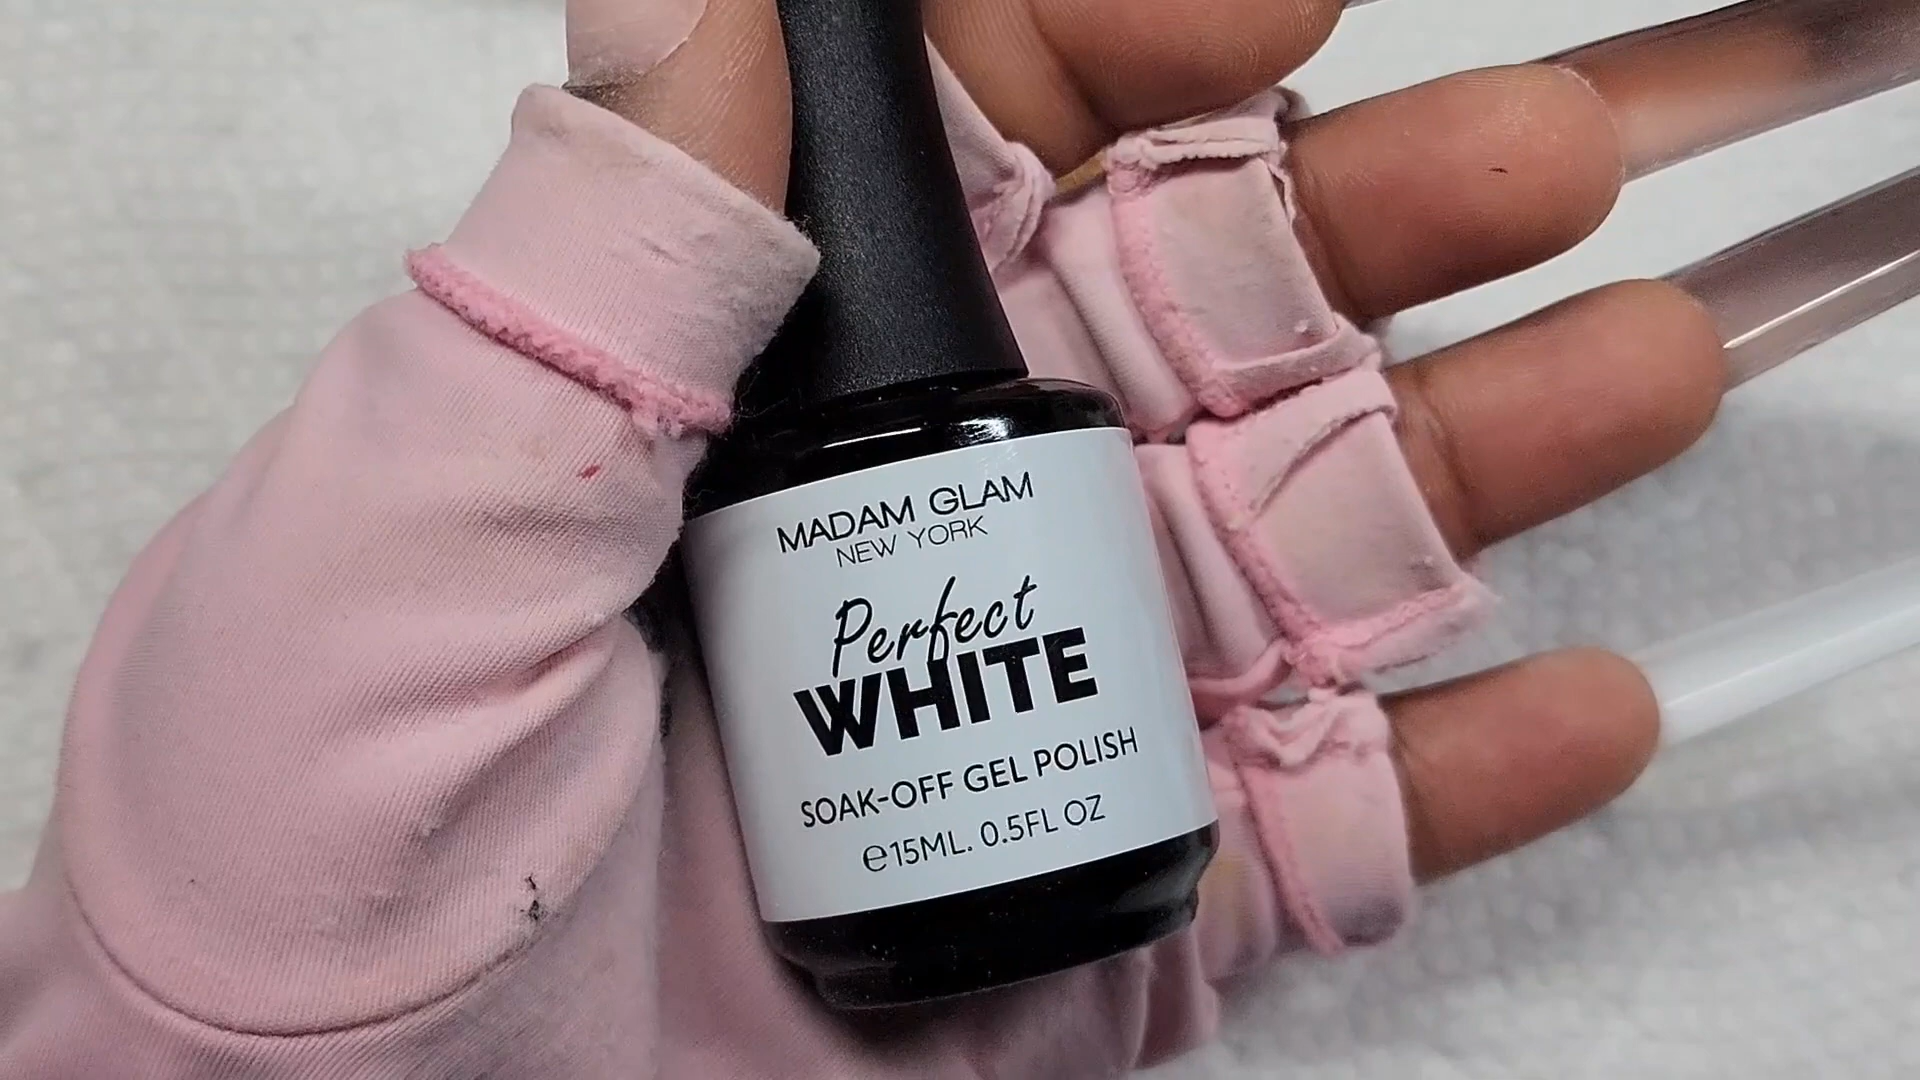 MADAM GLAM
NEW YORK
Perfect
WHITE
SOAK-OFF GEL POLISH
℮15ML. 0.5FL OZ